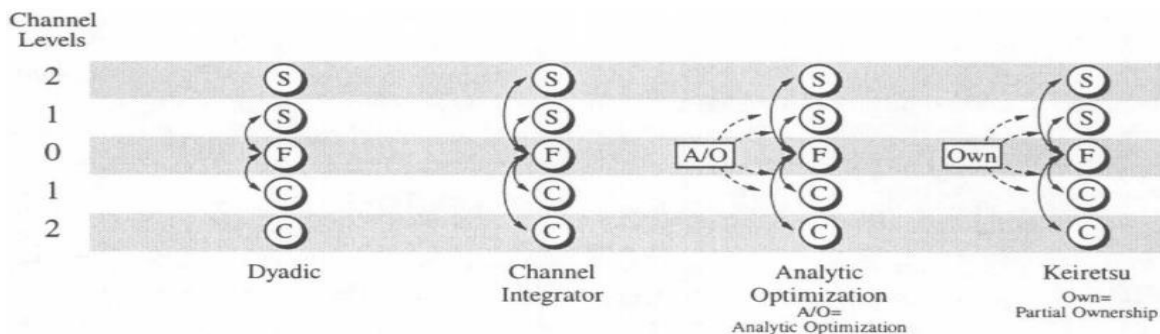 Channel
Levels
2 S S S S
1 S S S S
0 F F A/O F Own F
1 C C C C
2 C C C C
Dyadic Channel Integrator Analytic Optimization Keiretsu
A/O=
Analytic Optimization
Own=
Partial Ownership